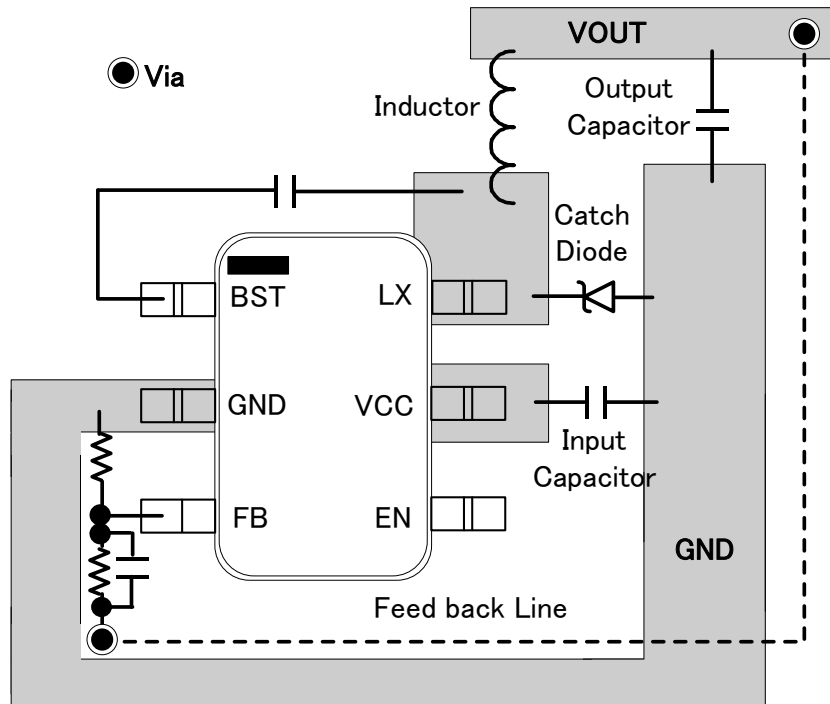 VOUT
Via
Inductor
Output
Capacitor
Catch
Diode
BST
LX
GND
VCC
Input
Capacitor
FB
EN
GND
Feed back Line